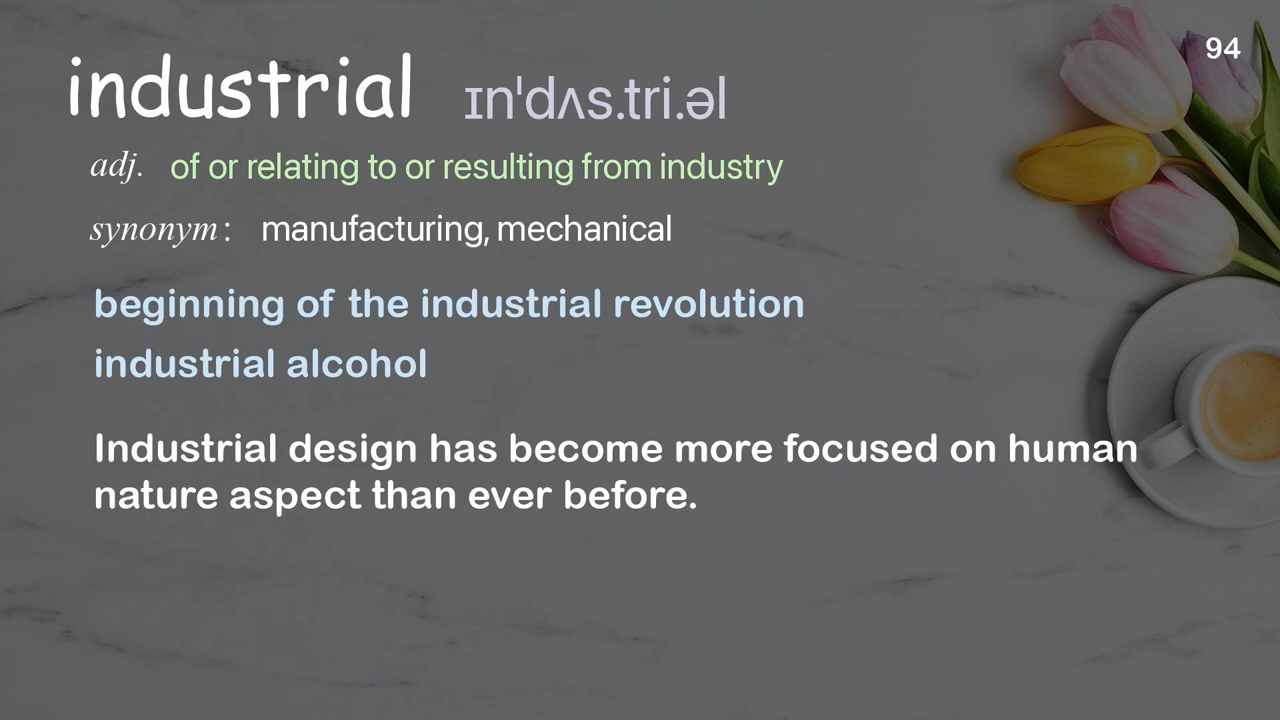 94
industrial ɪnˈdʌs.tri.əl
adj. of or relating to or resulting from industry
synonym: manufacturing, mechanical
beginning of the industrial revolution
industrial alcohol
Industrial design has become more focused on human
nature aspect than ever before.